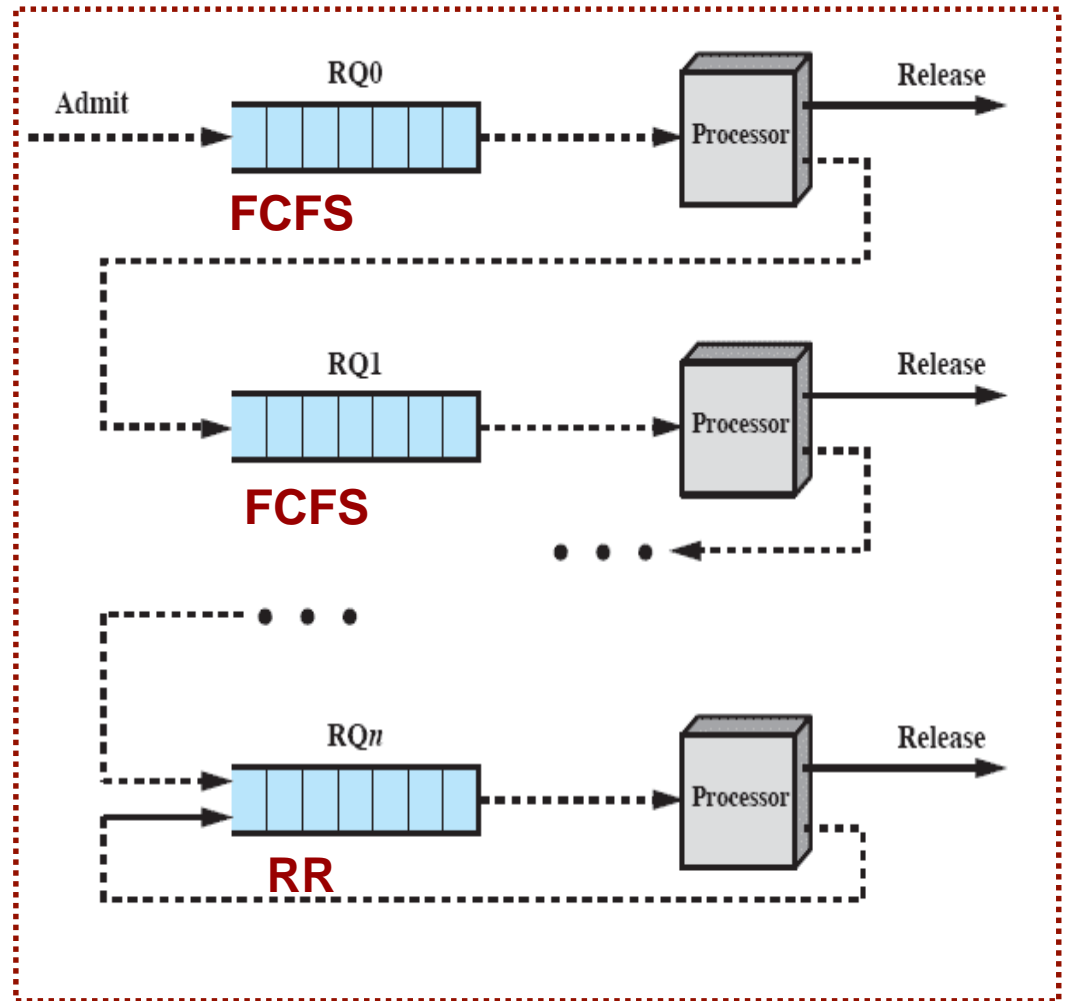 RQ0
Release
Admit
Processor
FCFS
RQ1
Release
Processor
FCFS
• • •
• • •
RQn
Release
Processor
RR